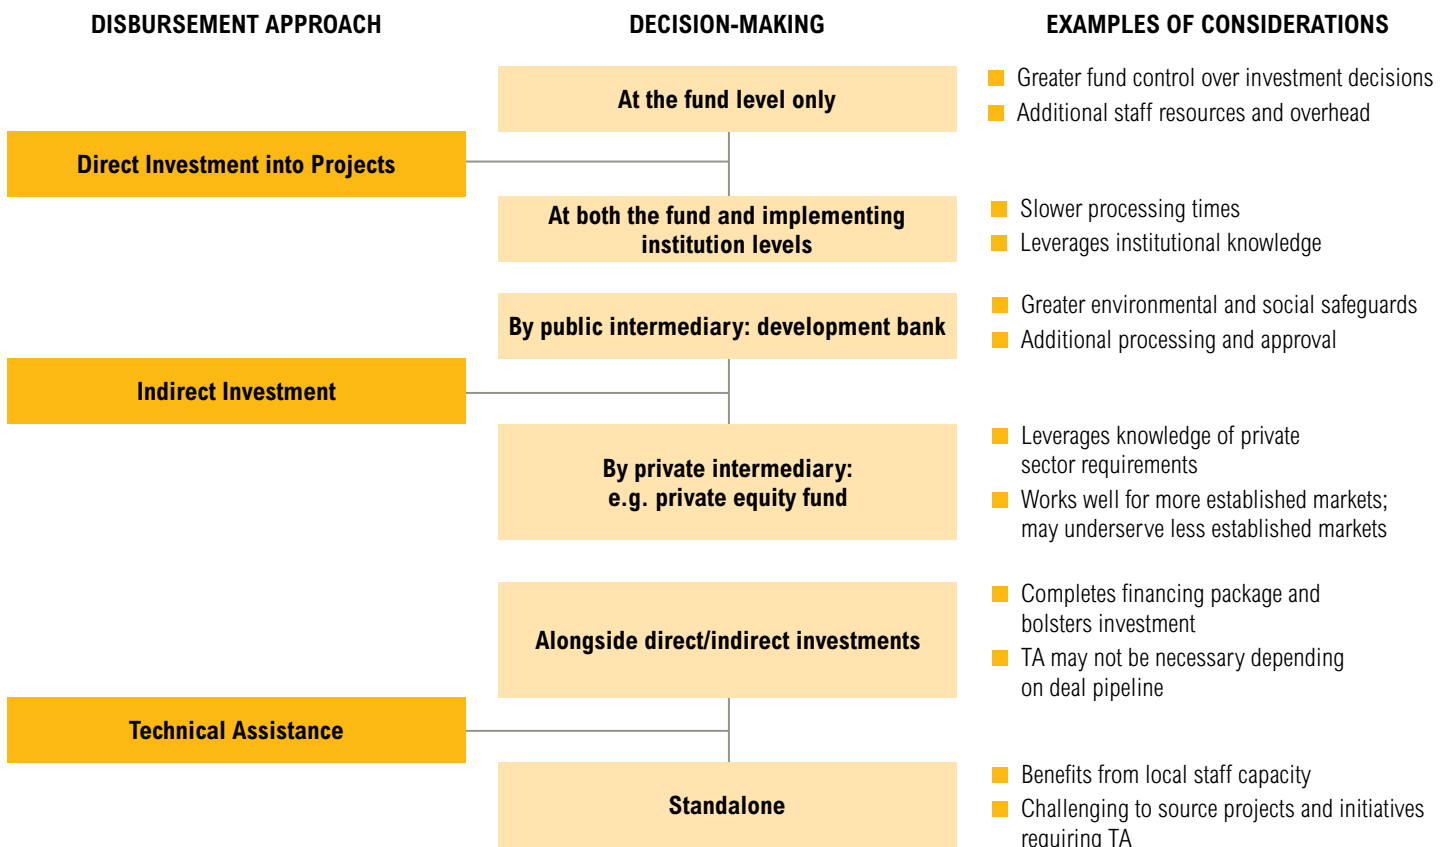 DISBURSEMENT APPROACH
DECISION-MAKING
EXAMPLES OF CONSIDERATIONS
Direct Investment into Projects
At the fund level only
Greater fund control over investment decisions
Additional staff resources and overhead
At both the fund and implementing
institution levels
Slower processing times
Leverages institutional knowledge
Indirect Investment
By public intermediary: development bank
Greater environmental and social safeguards
Additional processing and approval
By private intermediary:
e.g. private equity fund
Leverages knowledge of private
sector requirements
Works well for more established markets;
may underserve less established markets
Technical Assistance
Alongside direct/indirect investments
Completes financing package and
bolsters investment
TA may not be necessary depending
on deal pipeline
Standalone
Benefits from local staff capacity
Challenging to source projects and initiatives
requiring TA